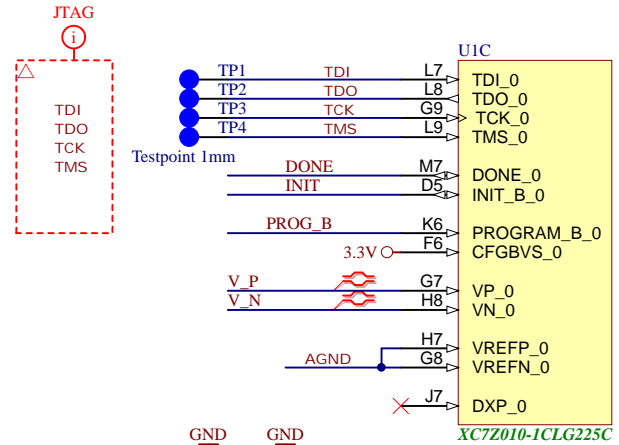 JTAG
i
U1C
TDI
TDO
TCK
TMS
TP1 TDI L7 TDI_0
TP2 TDO L8 TDO_0
TP3 TCK G9 TCK_0
TP4 TMS L9 TMS_0
Testpoint 1mm
DONE M7 DONE_0
INIT D5 INIT_B_0
PROG_B K6 PROGRAM_B_0
3.3V F6 CFGBVS_0
V_P G7 VP_0
V_N H8 VN_0
H7 VREFP_0
AGND G8 VREFN_0
J7 DXP_0
GND GND XC7Z010-1CLG225C